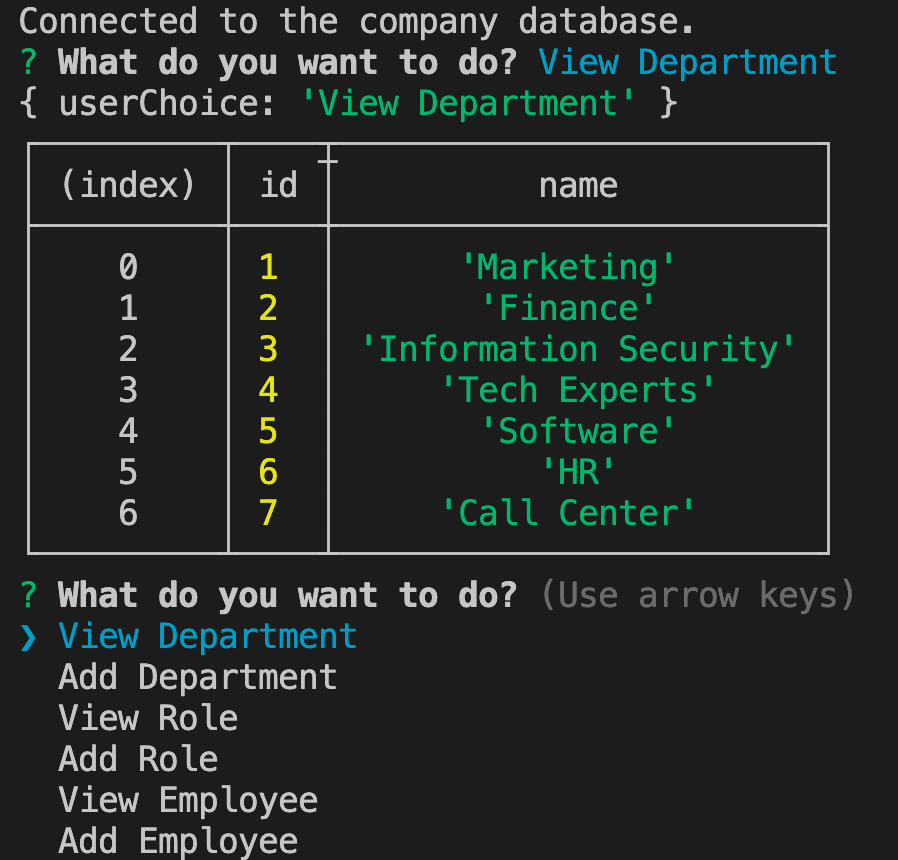 Connected to the company database.
? What do you want to do? View Department
{ userChoice: 'View Department' }
(index) id name
0 1 'Marketing'
1 2 'Finance'
2 3 'Information Security'
3 4 'Tech Experts'
4 5 'Software'
5 6 'HR'
6 7 'Call Center'
? What do you want to do? (Use arrow keys)
❯ View Department
Add Department
View Role
Add Role
View Employee
Add Employee